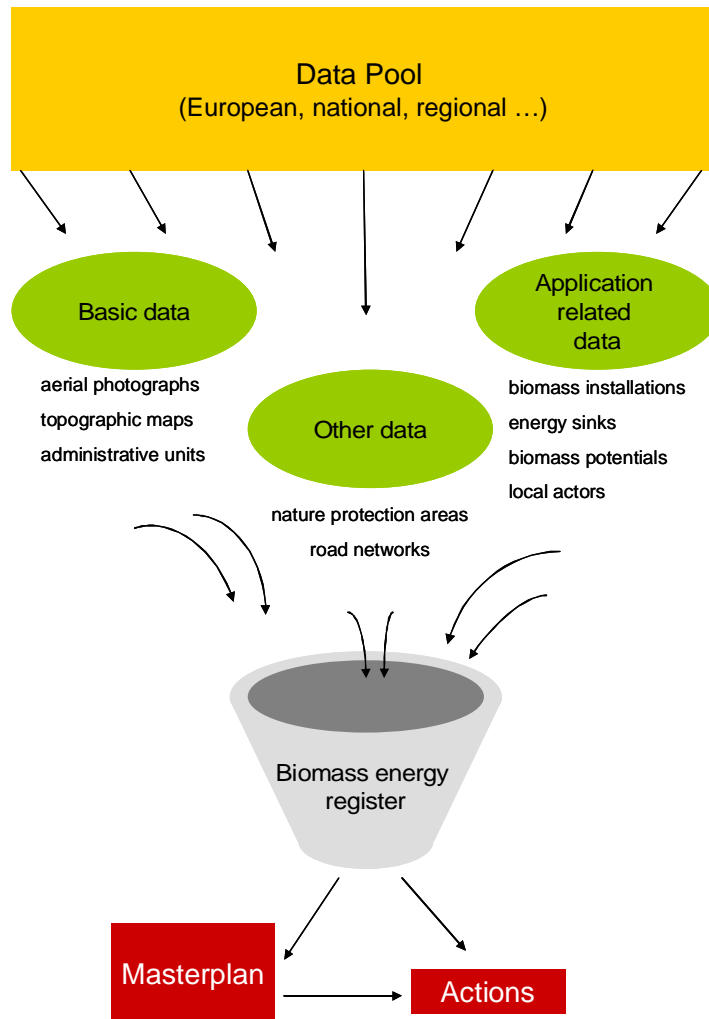 Data Pool
(European, national, regional …)
Basic data
aerial photographs
topographic maps
administrative units
Other data
nature protection areas
road networks
Application
related
data
biomass installations
energy sinks
biomass potentials
local actors
Biomass energy
register
Masterplan
Actions